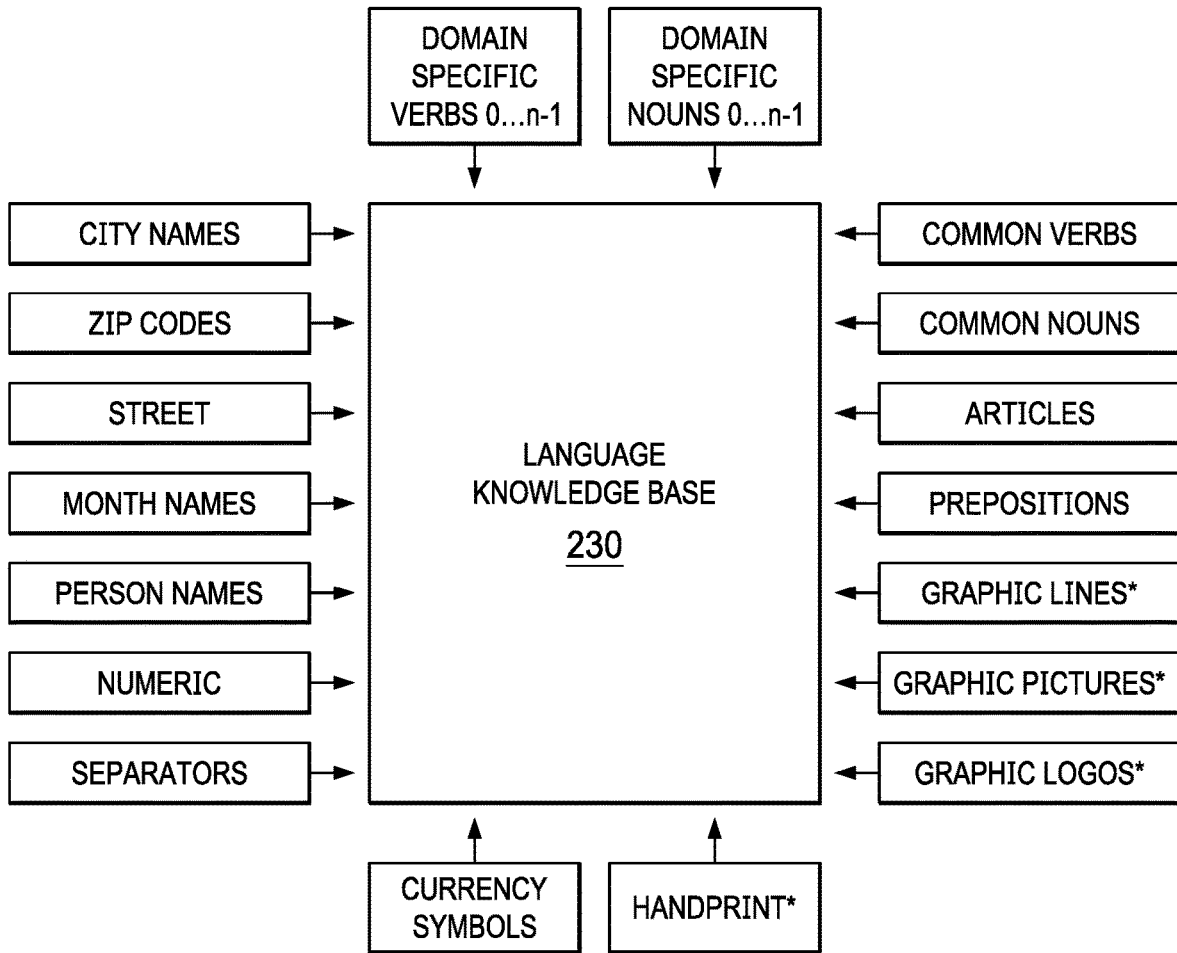 DOMAIN
SPECIFIC
VERBS 0...n-1
DOMAIN
SPECIFIC
NOUNS 0...n-1
CITY NAMES
ZIP CODES
STREET
MONTH NAMES
PERSON NAMES
NUMERIC
SEPARATORS
LANGUAGE
KNOWLEDGE BASE
230
COMMON VERBS
COMMON NOUNS
ARTICLES
PREPOSITIONS
GRAPHIC LINES*
GRAPHIC PICTURES*
GRAPHIC LOGOS*
CURRENCY
SYMBOLS
HANDPRINT*